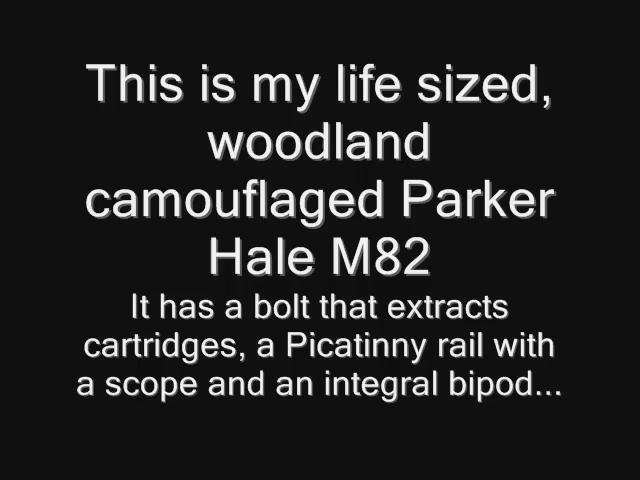 This is my life sized,
woodland
camouflaged Parker
Hale M82
It has a bolt that extracts
cartridges, a Picatinny rail with
a scope and an integral bipod...